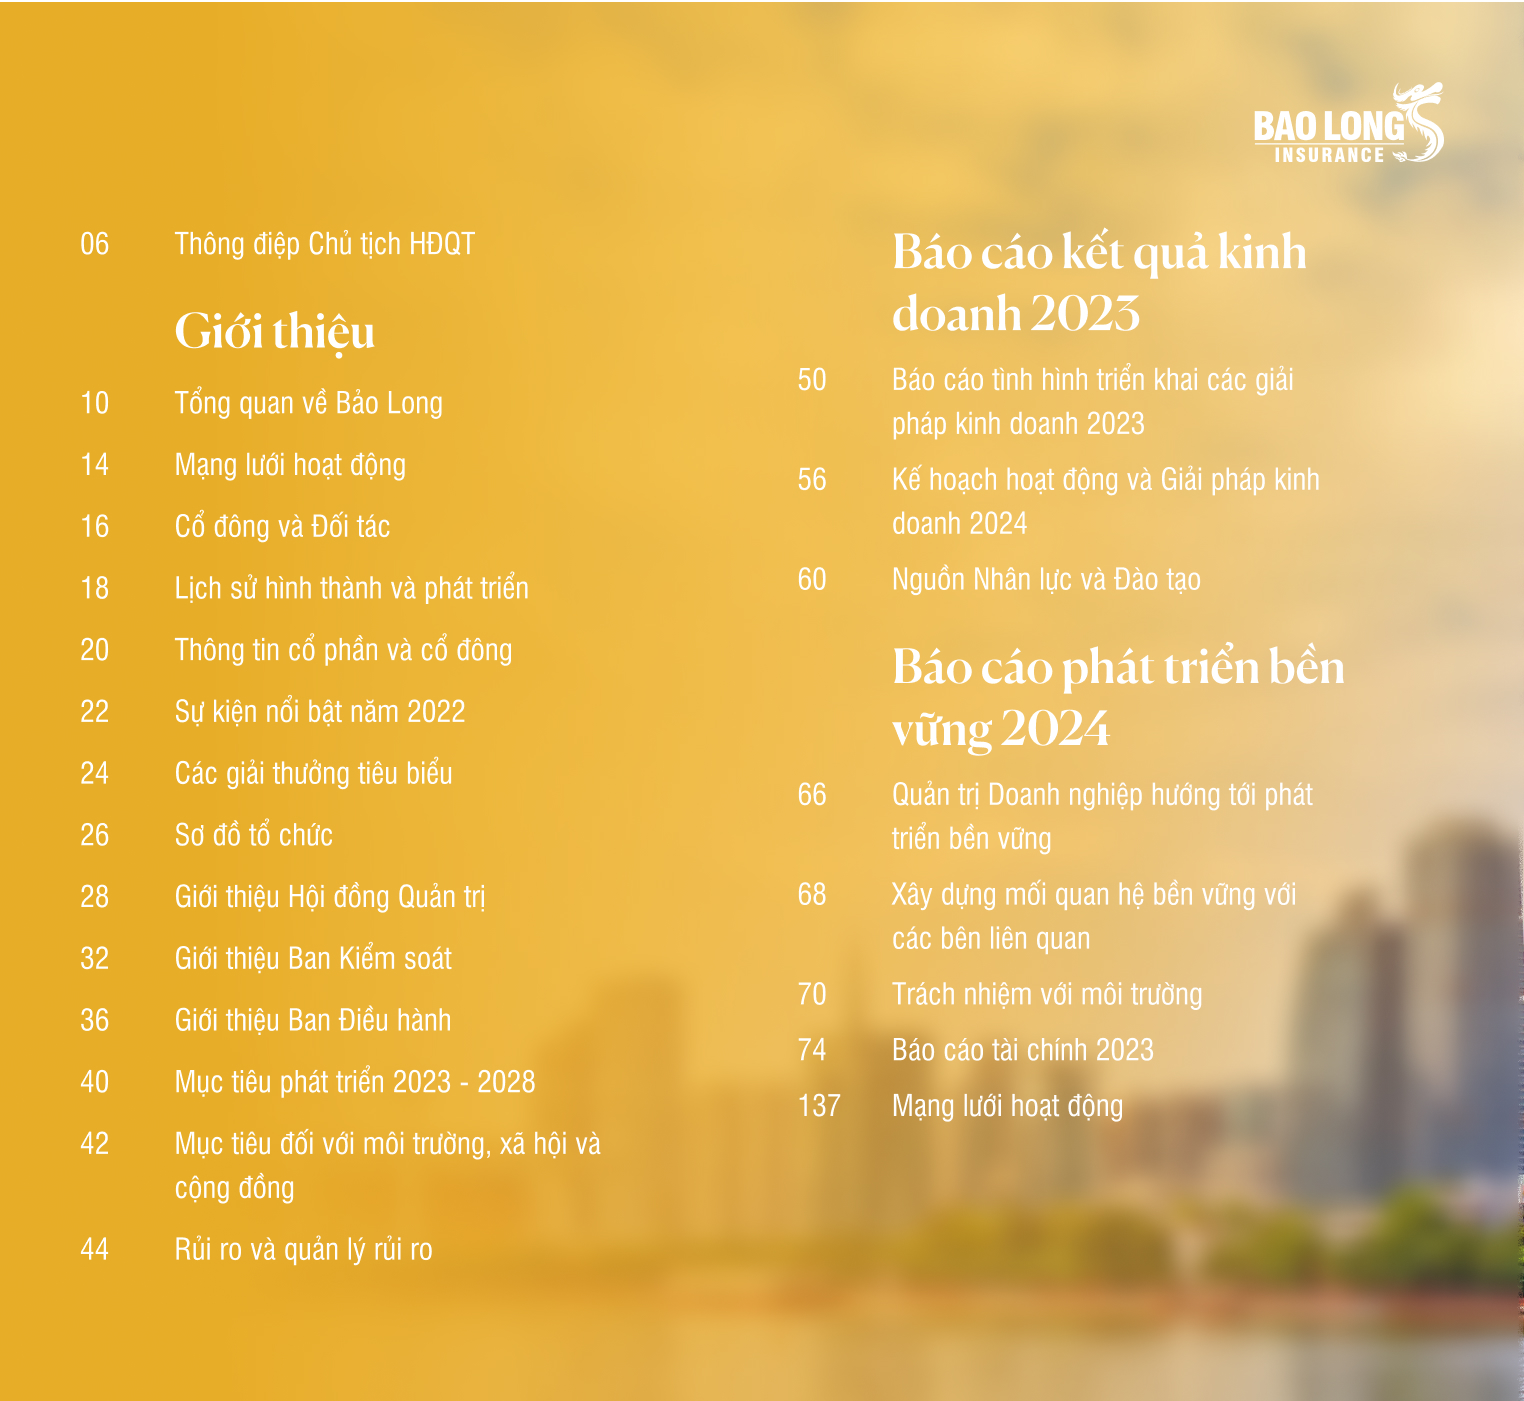 BAO LONG
INSURANCE
06 Thông điệp Chủ tịch HĐQT
Giới thiệu
10 Tổng quan về Bảo Long
14 Mạng lưới hoạt động
16 Cổ đông và Đối tác
18 Lịch sử hình thành và phát triển
20 Thông tin cổ phần và cổ đông
22 Sự kiện nổi bật năm 2022
24 Các giải thưởng tiêu biểu
26 Sơ đồ tổ chức
28 Giới thiệu Hội đồng Quản trị
32 Giới thiệu Ban Kiểm soát
36 Giới thiệu Ban Điều hành
40 Mục tiêu phát triển 2023 - 2028
42 Mục tiêu đối với môi trường, xã hội và
cộng đồng
44 Rủi ro và quản lý rủi ro
Báo cáo kết quả kinh
doanh 2023
50 Báo cáo tình hình triển khai các giải
pháp kinh doanh 2023
56 Kế hoạch hoạt động và Giải pháp kinh
doanh 2024
60 Nguồn Nhân lực và Đào tạo
Báo cáo phát triển bền
vững 2024
66 Quản trị Doanh nghiệp hướng tới phát
triển bền vững
68 Xây dựng mối quan hệ bền vững với
các bên liên quan
70 Trách nhiệm với môi trường
74 Báo cáo tài chính 2023
137 Mạng lưới hoạt động